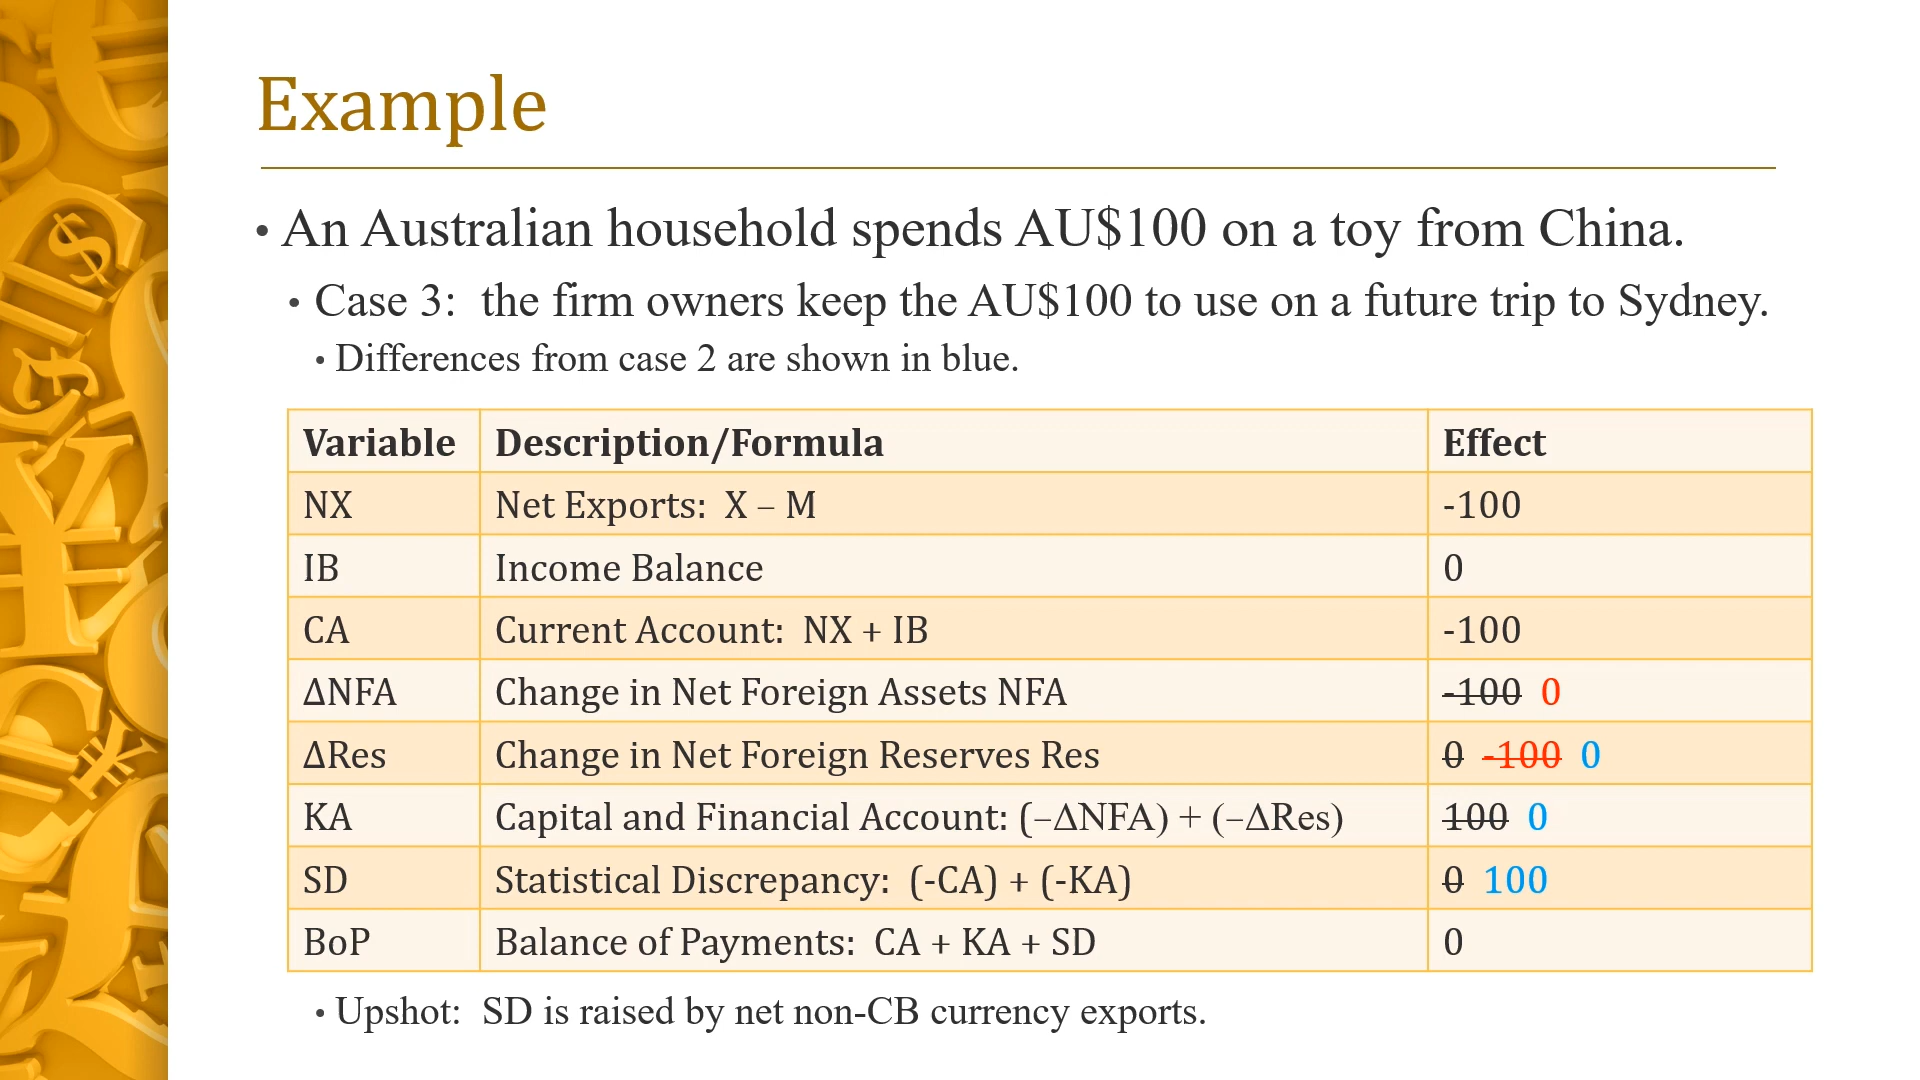 Example
• An Australian household spends AU$100 on a toy from China.
• Case 3:  the firm owners keep the AU$100 to use on a future trip to Sydney.
• Differences from case 2 are shown in blue.
Variable Description/Formula Effect
NX Net Exports:  X – M -100
IB Income Balance 0
CA Current Account:  NX + IB -100
ΔNFA Change in Net Foreign Assets NFA -100 0
ΔRes Change in Net Foreign Reserves Res 0 -100 0
KA Capital and Financial Account: (–ΔNFA) + (–ΔRes) 100 0
SD Statistical Discrepancy:  (-CA) + (-KA) 0 100
BoP Balance of Payments:  CA + KA + SD 0
• Upshot:  SD is raised by net non-CB currency exports.